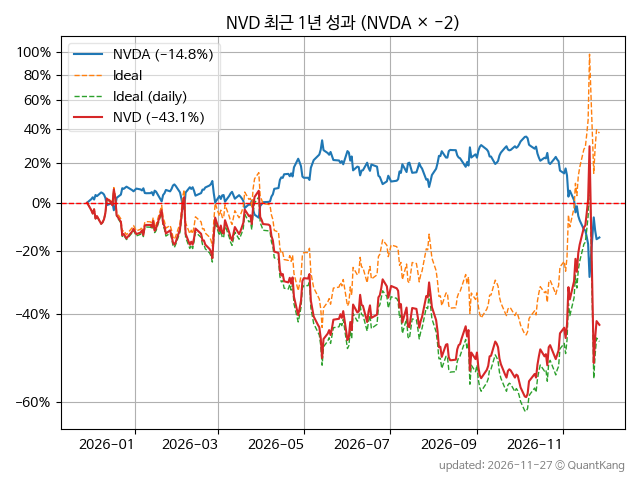 NVD 최근 1년 성과 (NVDA × −2)
NVDA (−14.8%)
Ideal
Ideal (daily)
NVD (−43.1%)
100%
80%
60%
40%
20%
0%
−20%
−40%
−60%
2026-01
2026-03
2026-05
2026-07
2026-09
2026-11
updated: 2026-11-27 © QuantKang